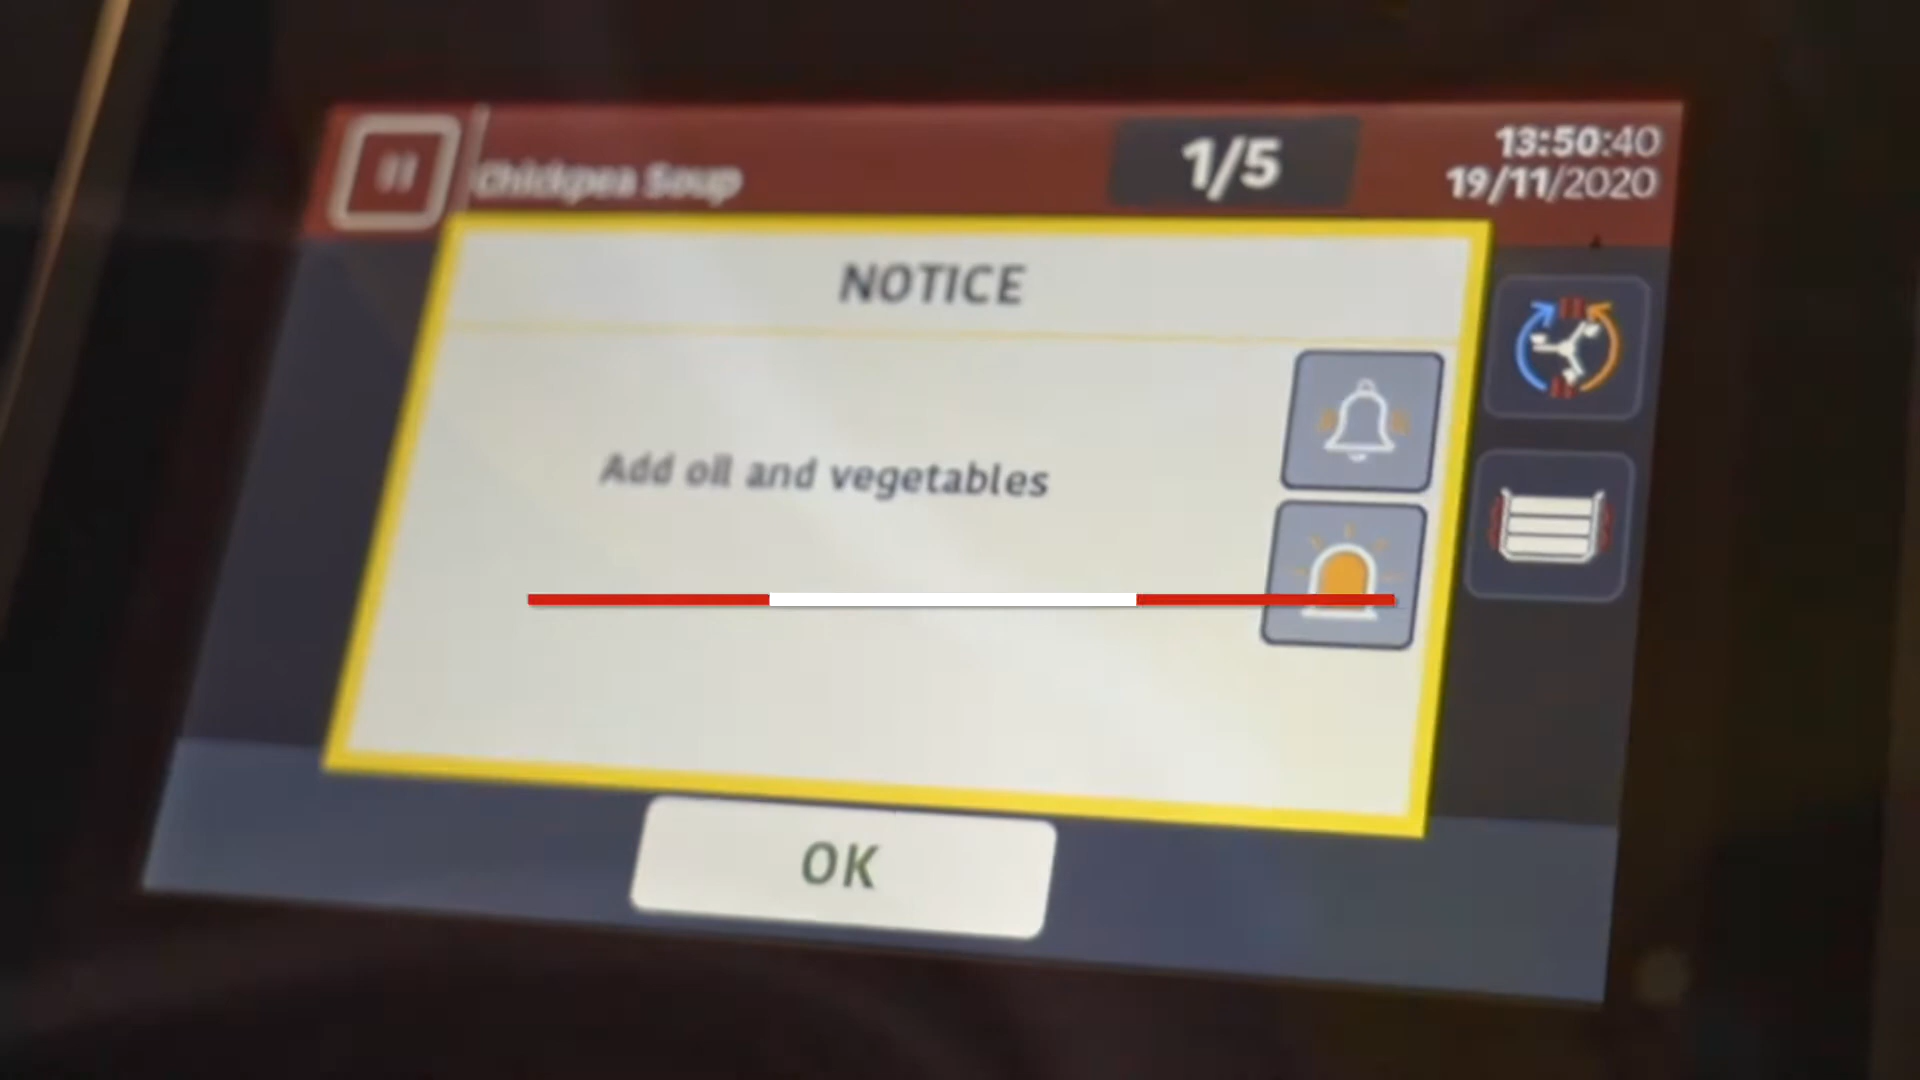 Chickpea Soup
1/5
13:50:40
19/11/2020
NOTICE
Add oil and vegetables
OK